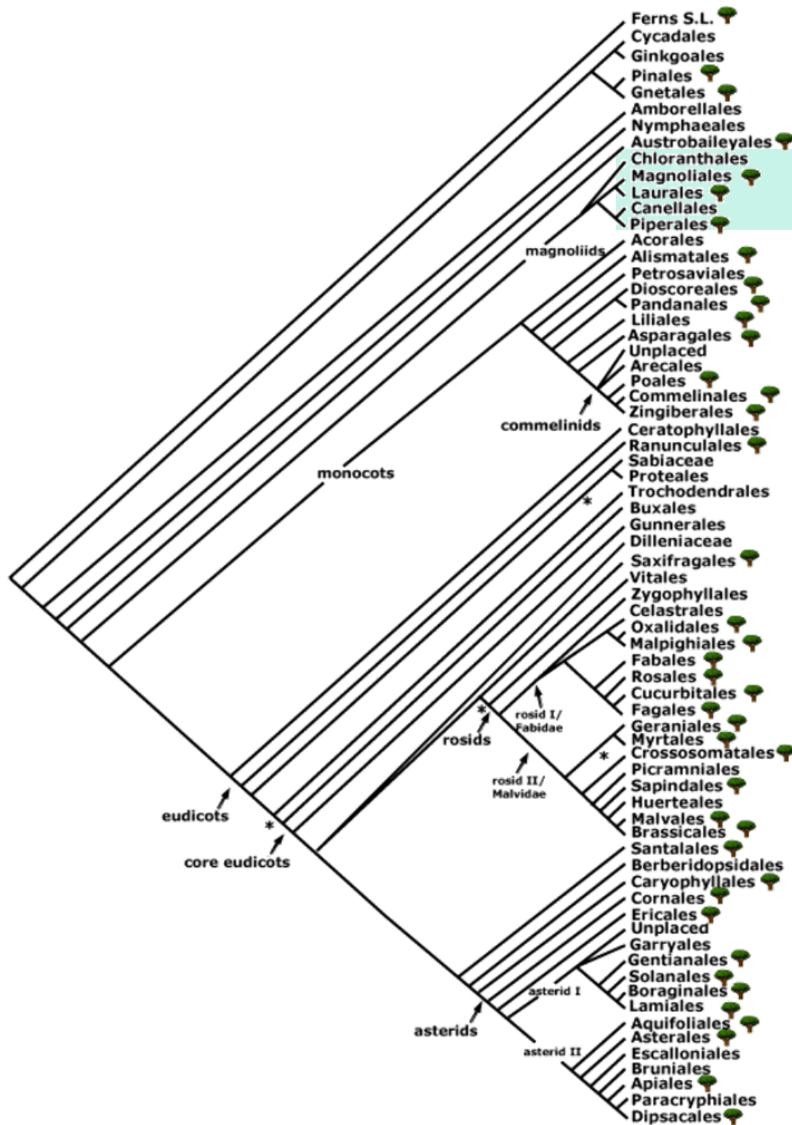 Ferns S.L.
Cycadales
Ginkgoales
Pinales
Gnetales
Amborellales
Nymphaeales
Austrobaileyales
Chloranthales
Magnoliales
Laurales
Canellales
Piperales
magnoliids
Acorales
Alismatales
Petrosaviales
Dioscoreales
Pandanales
Liliales
Asparagales
Unplaced
Arecales
Poales
Commelinales
Zingiberales
commelinids
monocots
Ceratophyllales
Ranunculales
Sabiaceae
Proteales
*
Trochodendrales
Buxales
Gunnerales
Dilleniaceae
Saxifragales
Vitales
Zygophyllales
Celastrales
Oxalidales
Malpighiales
Fabales
Rosales
Cucurbitales
Fagales
*
rosids
rosid I/
Fabidae
Geraniales
Myrtales
*
Crossosomatales
Picramniales
Sapindales
Huerteales
Malvales
Brassicales
rosid II/
Malvidae
eudicots
*
core eudicots
Santalales
Berberidopsidales
Caryophyllales
Cornales
Ericales
Unplaced
Garryales
Gentianales
Solanales
Boraginales
Lamiales
asterid I
asterids
asterid II
Aquifoliales
Asterales
Escalloniales
Bruniales
Apiales
Paracryphiales
Dipsacales